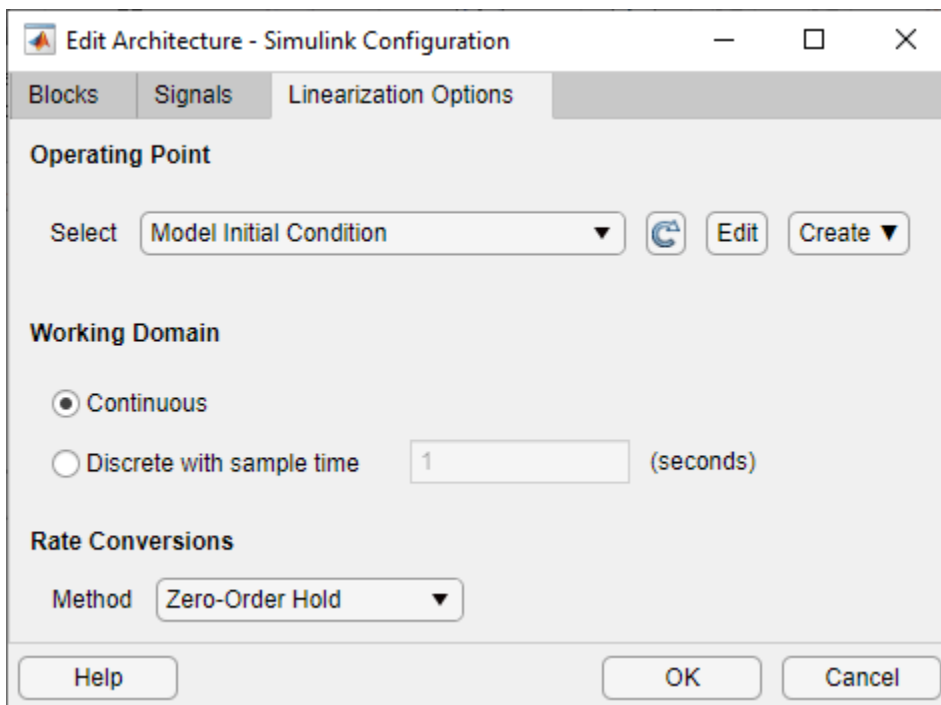 Edit Architecture - Simulink Configuration
Blocks Signals Linearization Options
Operating Point
Select Model Initial Condition Edit Create
Working Domain
Continuous
Discrete with sample time 1 (seconds)
Rate Conversions
Method Zero-Order Hold
Help OK Cancel